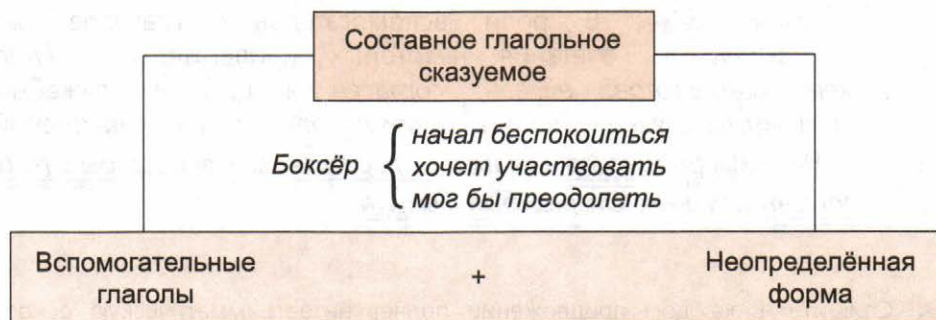 Составное глагольное
сказуемое
начал беспокоиться
Боксёр { хочет участвовать
мог бы преодолеть
Вспомогательные
глаголы
+
Неопределённая
форма